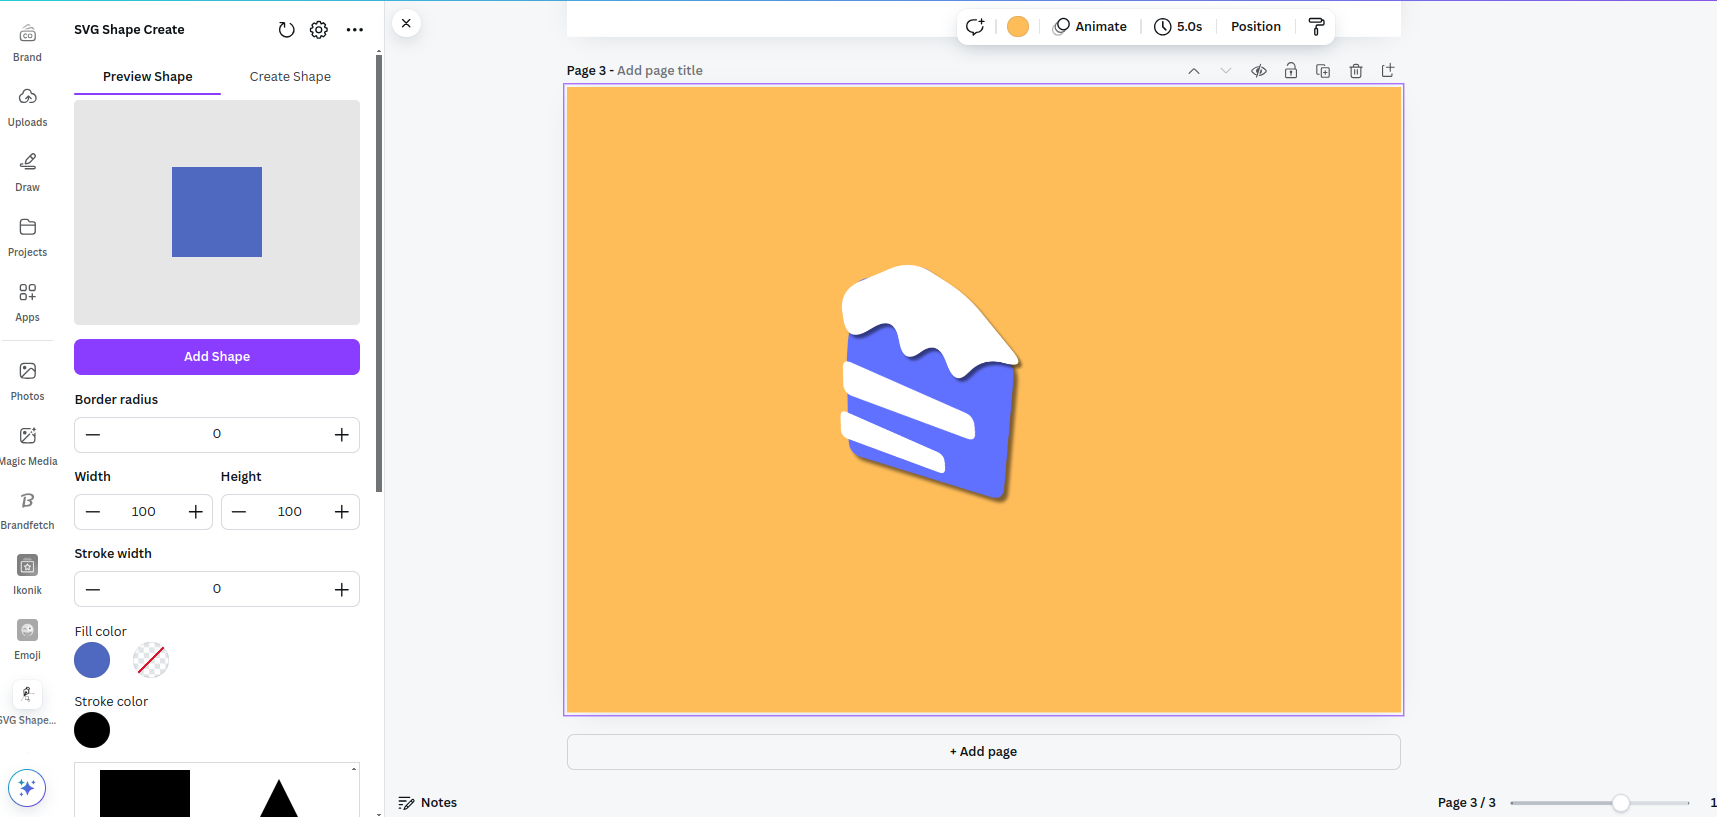 Brand
Uploads
Draw
Projects
Apps
Photos
Magic Media
Brandfetch
Ikonik
Emoji
SVG Shape...
SVG Shape Create
Preview Shape
Create Shape
Add Shape
Border radius
0
Width
Height
100
100
Stroke width
0
Fill color
Stroke color
Animate
5.0s
Position
Page 3 - Add page title
+ Add page
Notes
Page 3 / 3